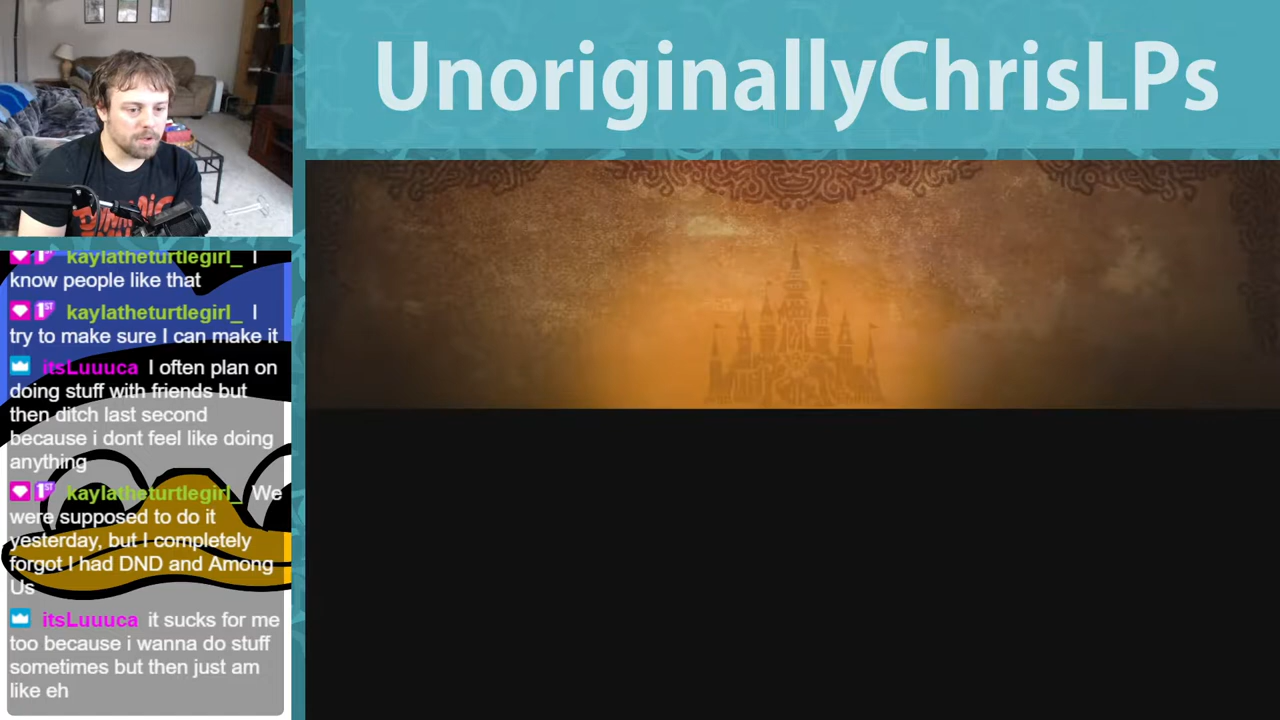 UnoriginallyChrisLPs
kaylatheturtlegirl_ I
know people like that
kaylatheturtlegirl_ I
try to make sure I can make it
itsLuuuca I often plan on
doing stuff with friends but
then ditch last second
because i dont feel like doing
anything
kaylatheturtlegirl_ We
were supposed to do it
yesterday, but I completely
forgot I had DND and Among
Us
itsLuuuca it sucks for me
too because i wanna do stuff
sometimes but then just am
like eh